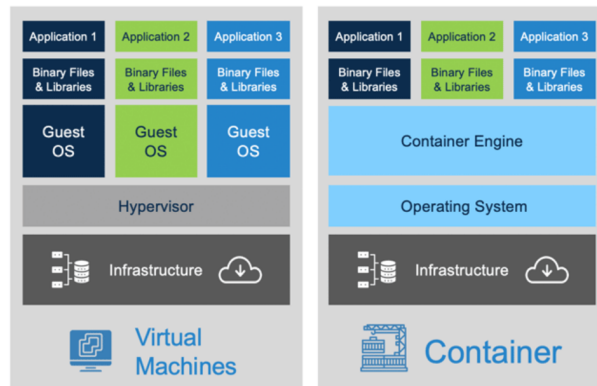 Application 1
Application 2
Application 3
Binary Files
& Libraries
Binary Files
& Libraries
Binary Files
& Libraries
Guest
OS
Guest
OS
Guest
OS
Hypervisor
Infrastructure
Virtual
Machines
Application 1
Application 2
Application 3
Binary Files
& Libraries
Binary Files
& Libraries
Binary Files
& Libraries
Container Engine
Operating System
Infrastructure
Container